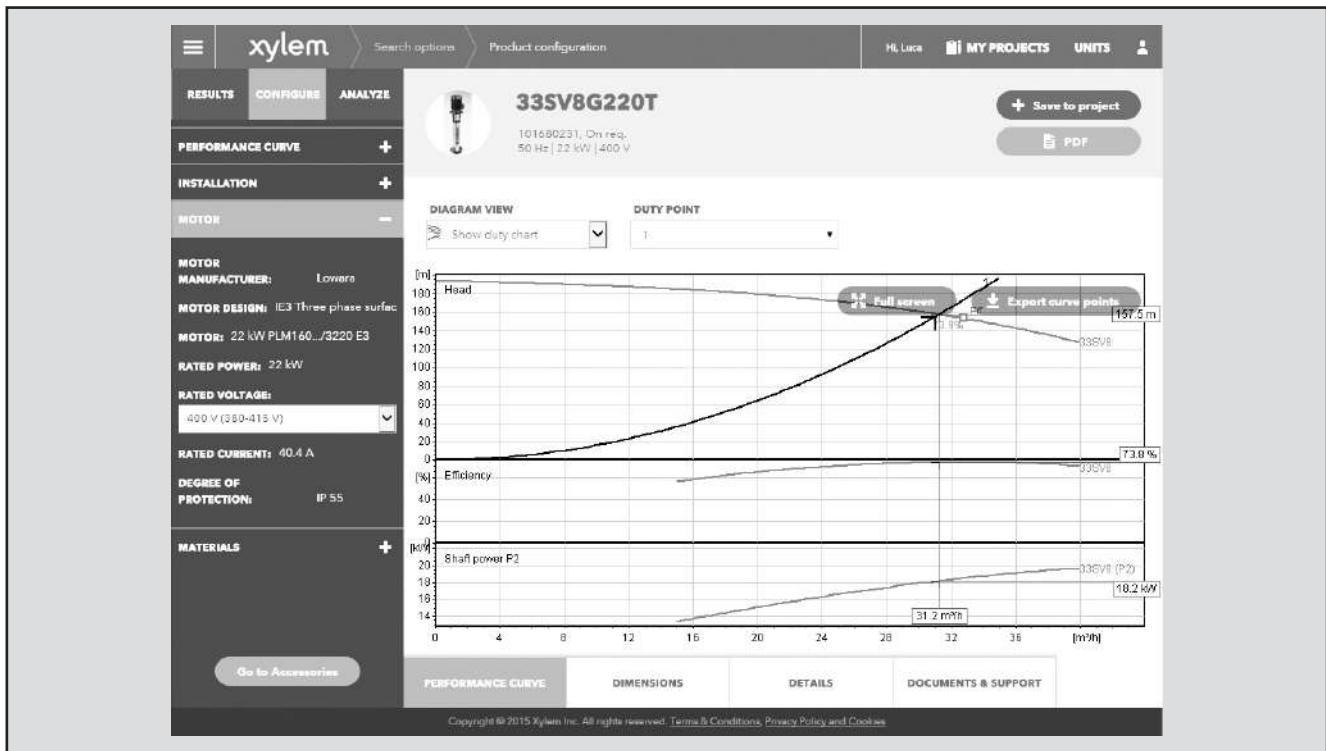 xylem
Search options
Product configuration
Hi, Luca
MY PROJECTS
UNITS
RESULTS
CONFIGURE
ANALYZE
33SV8G220T
101680231, On req.
50 Hz | 22 kW | 400 V
+ Save to project
PDF
PERFORMANCE CURVE +
INSTALLATION +
MOTOR −
MOTOR
MANUFACTURER: Lowara
MOTOR DESIGN: IE3 Three phase surfac
MOTOR: 22 kW PLM160.../3220 E3
RATED POWER: 22 kW
RATED VOLTAGE:
400 V (380-415 V)
RATED CURRENT: 40.4 A
DEGREE OF
PROTECTION: IP 55
MATERIALS +
Go to Accessories
DIAGRAM VIEW
Show duty chart
DUTY POINT
1
[m]
Head
180
160
140
120
100
80
60
40
20
0
1
Full screen
Export curve points
157.5 m
33SV8
73.8 %
[%]
Efficiency
40
20
0
33SV8
[kW]
Shaft power P2
20
18
16
14
33SV8 (P2)
18.2 kW
31.2 m³/h
0 4 8 12 16 20 24 28 32 36 [m³/h]
PERFORMANCE CURVE
DIMENSIONS
DETAILS
DOCUMENTS & SUPPORT
Copyright © 2015 Xylem Inc. All rights reserved. Terms & Conditions, Privacy Policy and Cookies